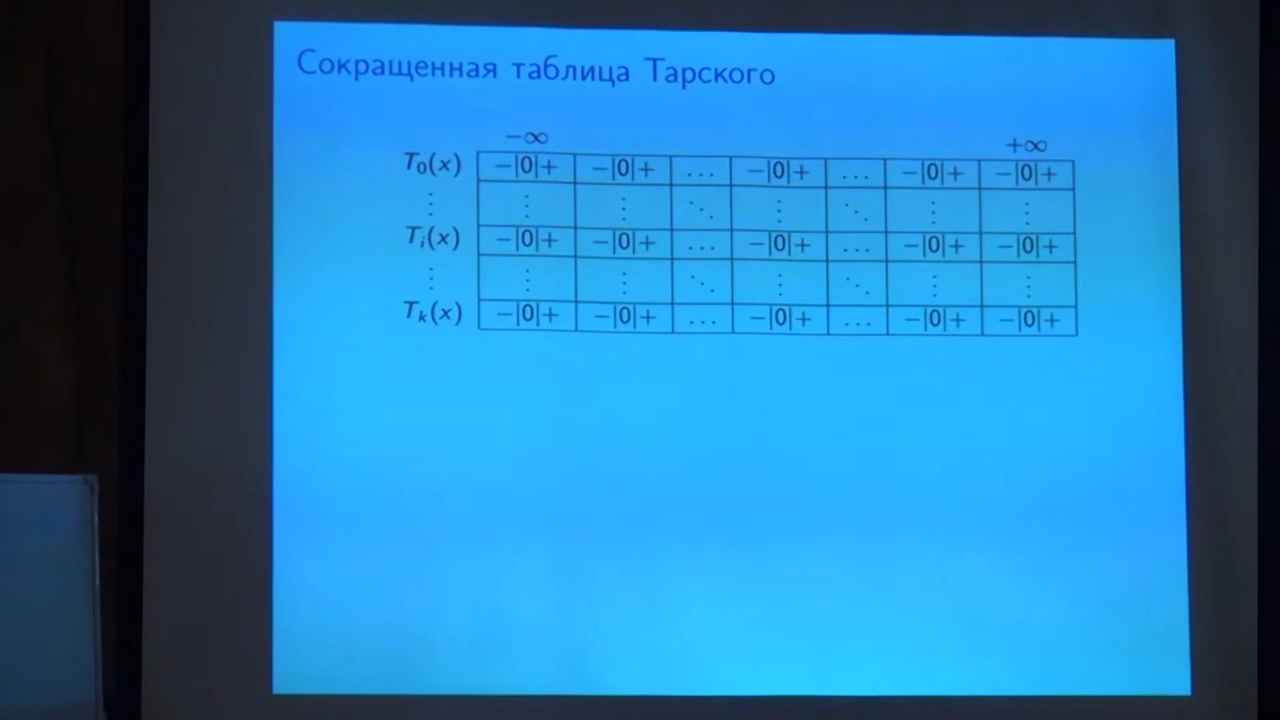 Сокращенная таблица Тарского
−∞ +∞
T₀(x) −|0|+ −|0|+ … −|0|+ … −|0|+ −|0|+
⋮ ⋮ ⋮ ⋱ ⋮ ⋱ ⋮ ⋮
Tᵢ(x) −|0|+ −|0|+ … −|0|+ … −|0|+ −|0|+
⋮ ⋮ ⋮ ⋱ ⋮ ⋱ ⋮ ⋮
Tₖ(x) −|0|+ −|0|+ … −|0|+ … −|0|+ −|0|+